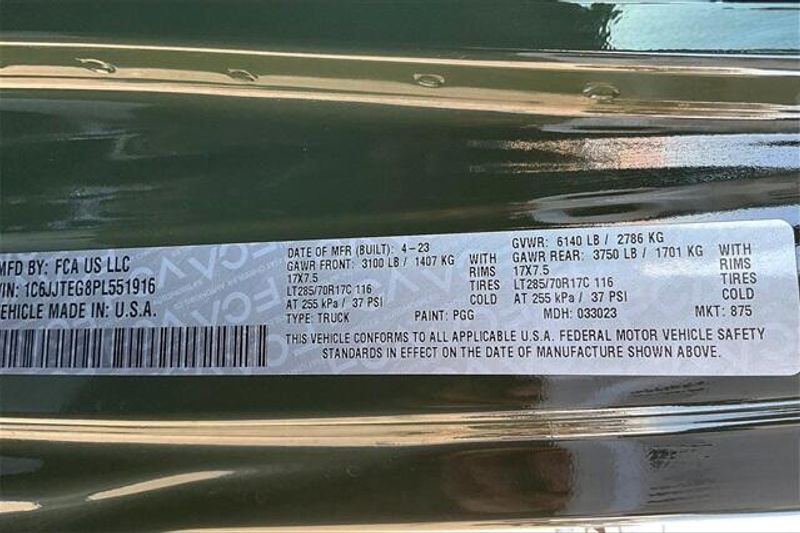 MFD BY: FCA US LLC
DATE OF MFR (BUILT): 4-23
GVWR: 6140 LB / 2786 KG
GAWR FRONT: 3100 LB / 1407 KG WITH
GAWR REAR: 3750 LB / 1701 KG WITH
IN: 1C6JJTEG8PL551916
17X7.5 RIMS
17X7.5 RIMS
EHICLE MADE IN: U.S.A.
LT285/70R17C 116 TIRES
LT285/70R17C 116 TIRES
AT 255 kPa / 37 PSI COLD
AT 255 kPa / 37 PSI COLD
TYPE: TRUCK PAINT: PGG MDH: 033023 MKT: 875
THIS VEHICLE CONFORMS TO ALL APPLICABLE U.S.A. FEDERAL MOTOR VEHICLE SAFETY
STANDARDS IN EFFECT ON THE DATE OF MANUFACTURE SHOWN ABOVE.